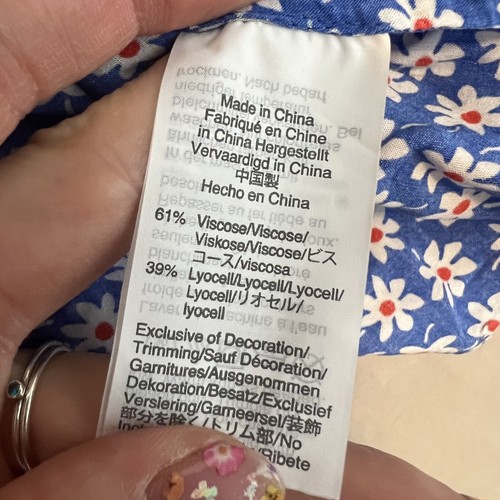 Made in China
Fabriqué en Chine
in China Hergestellt
Vervaardigd in China
中国製
Hecho en China
61% Viscose/Viscose/
Viskose/Viscose/ビス
コース/viscosa
39% Lyocell/Lyocell/Lyocell/
Lyocell/リオセル/
lyocell
Exclusive of Decoration/
Trimming/Sauf Décoration/
Garnitures/Ausgenommen
Dekoration/Besatz/Exclusief
Versiering/Garneersel/装飾
部分を除く/トリム部/No
/Ribete